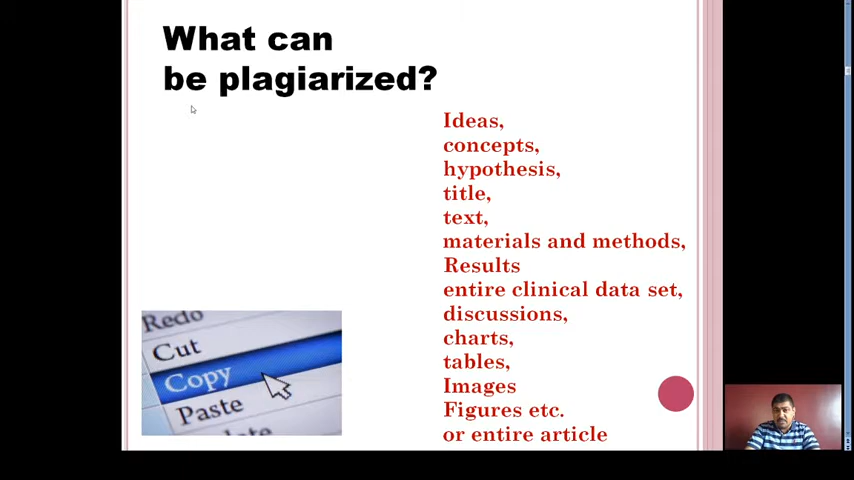 What can
be plagiarized?
Ideas,
concepts,
hypothesis,
title,
text,
materials and methods,
Results
entire clinical data set,
discussions,
charts,
tables,
Images
Figures etc.
or entire article
Redo
Cut
Copy
Paste